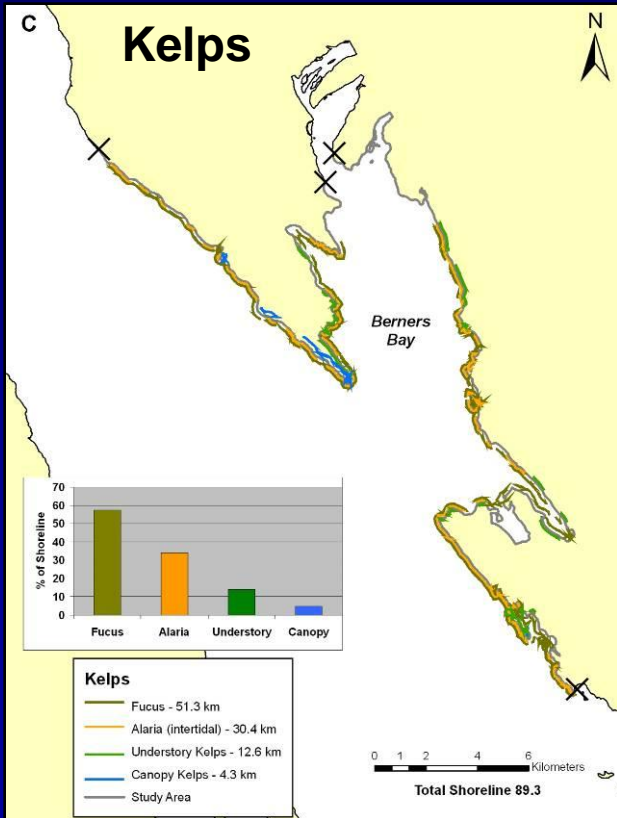 C
Kelps
N
Berners
Bay
% of Shoreline
70
60
50
40
30
20
10
0
Fucus Alaria Understory Canopy
Kelps
Fucus - 51.3 km
Alaria (intertidal) - 30.4 km
Understory Kelps - 12.6 km
Canopy Kelps - 4.3 km
Study Area
0 2 4 6
Kilometers
Total Shoreline 89.3